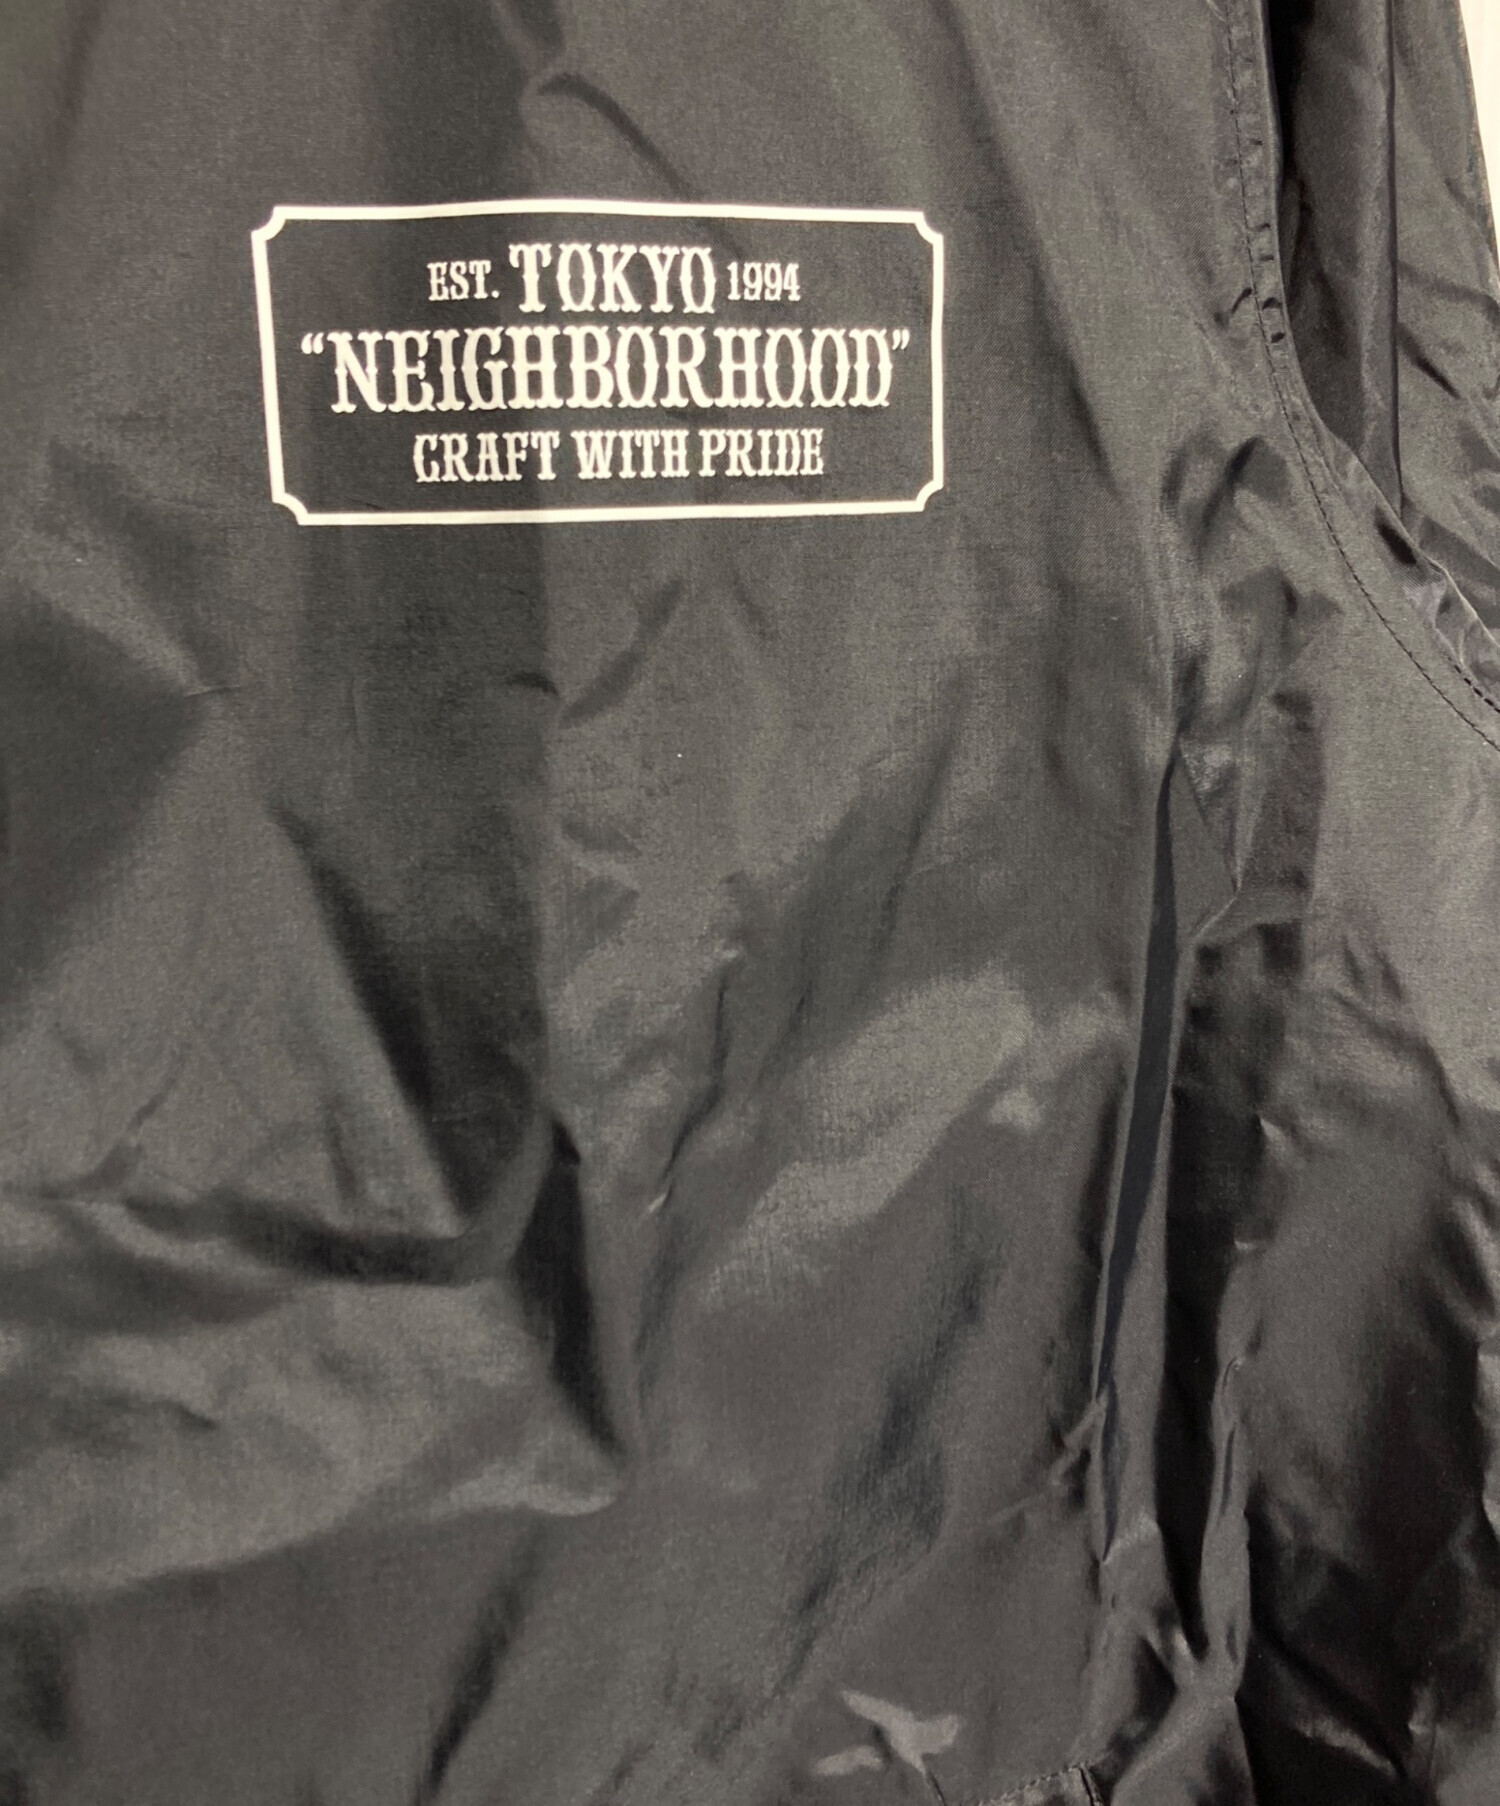 EST. TOKYO 1994
“NEIGHBORHOOD”
CRAFT WITH PRIDE